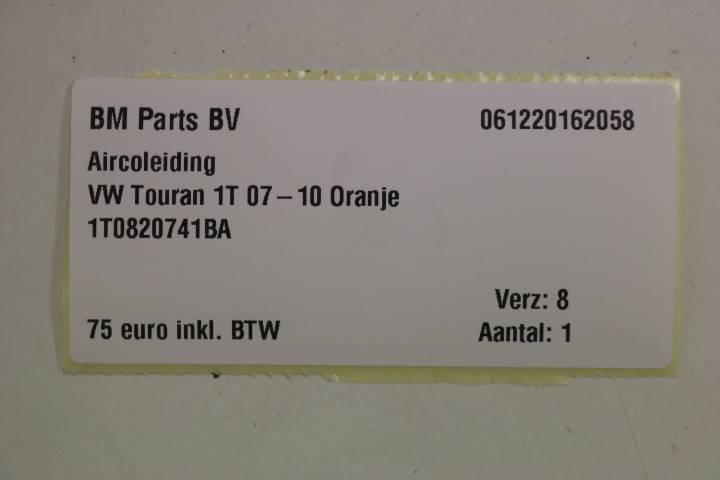 BM Parts BV 061220162058
Aircoleiding
VW Touran 1T 07 – 10 Oranje
1T0820741BA
Verz: 8
75 euro inkl. BTW Aantal: 1